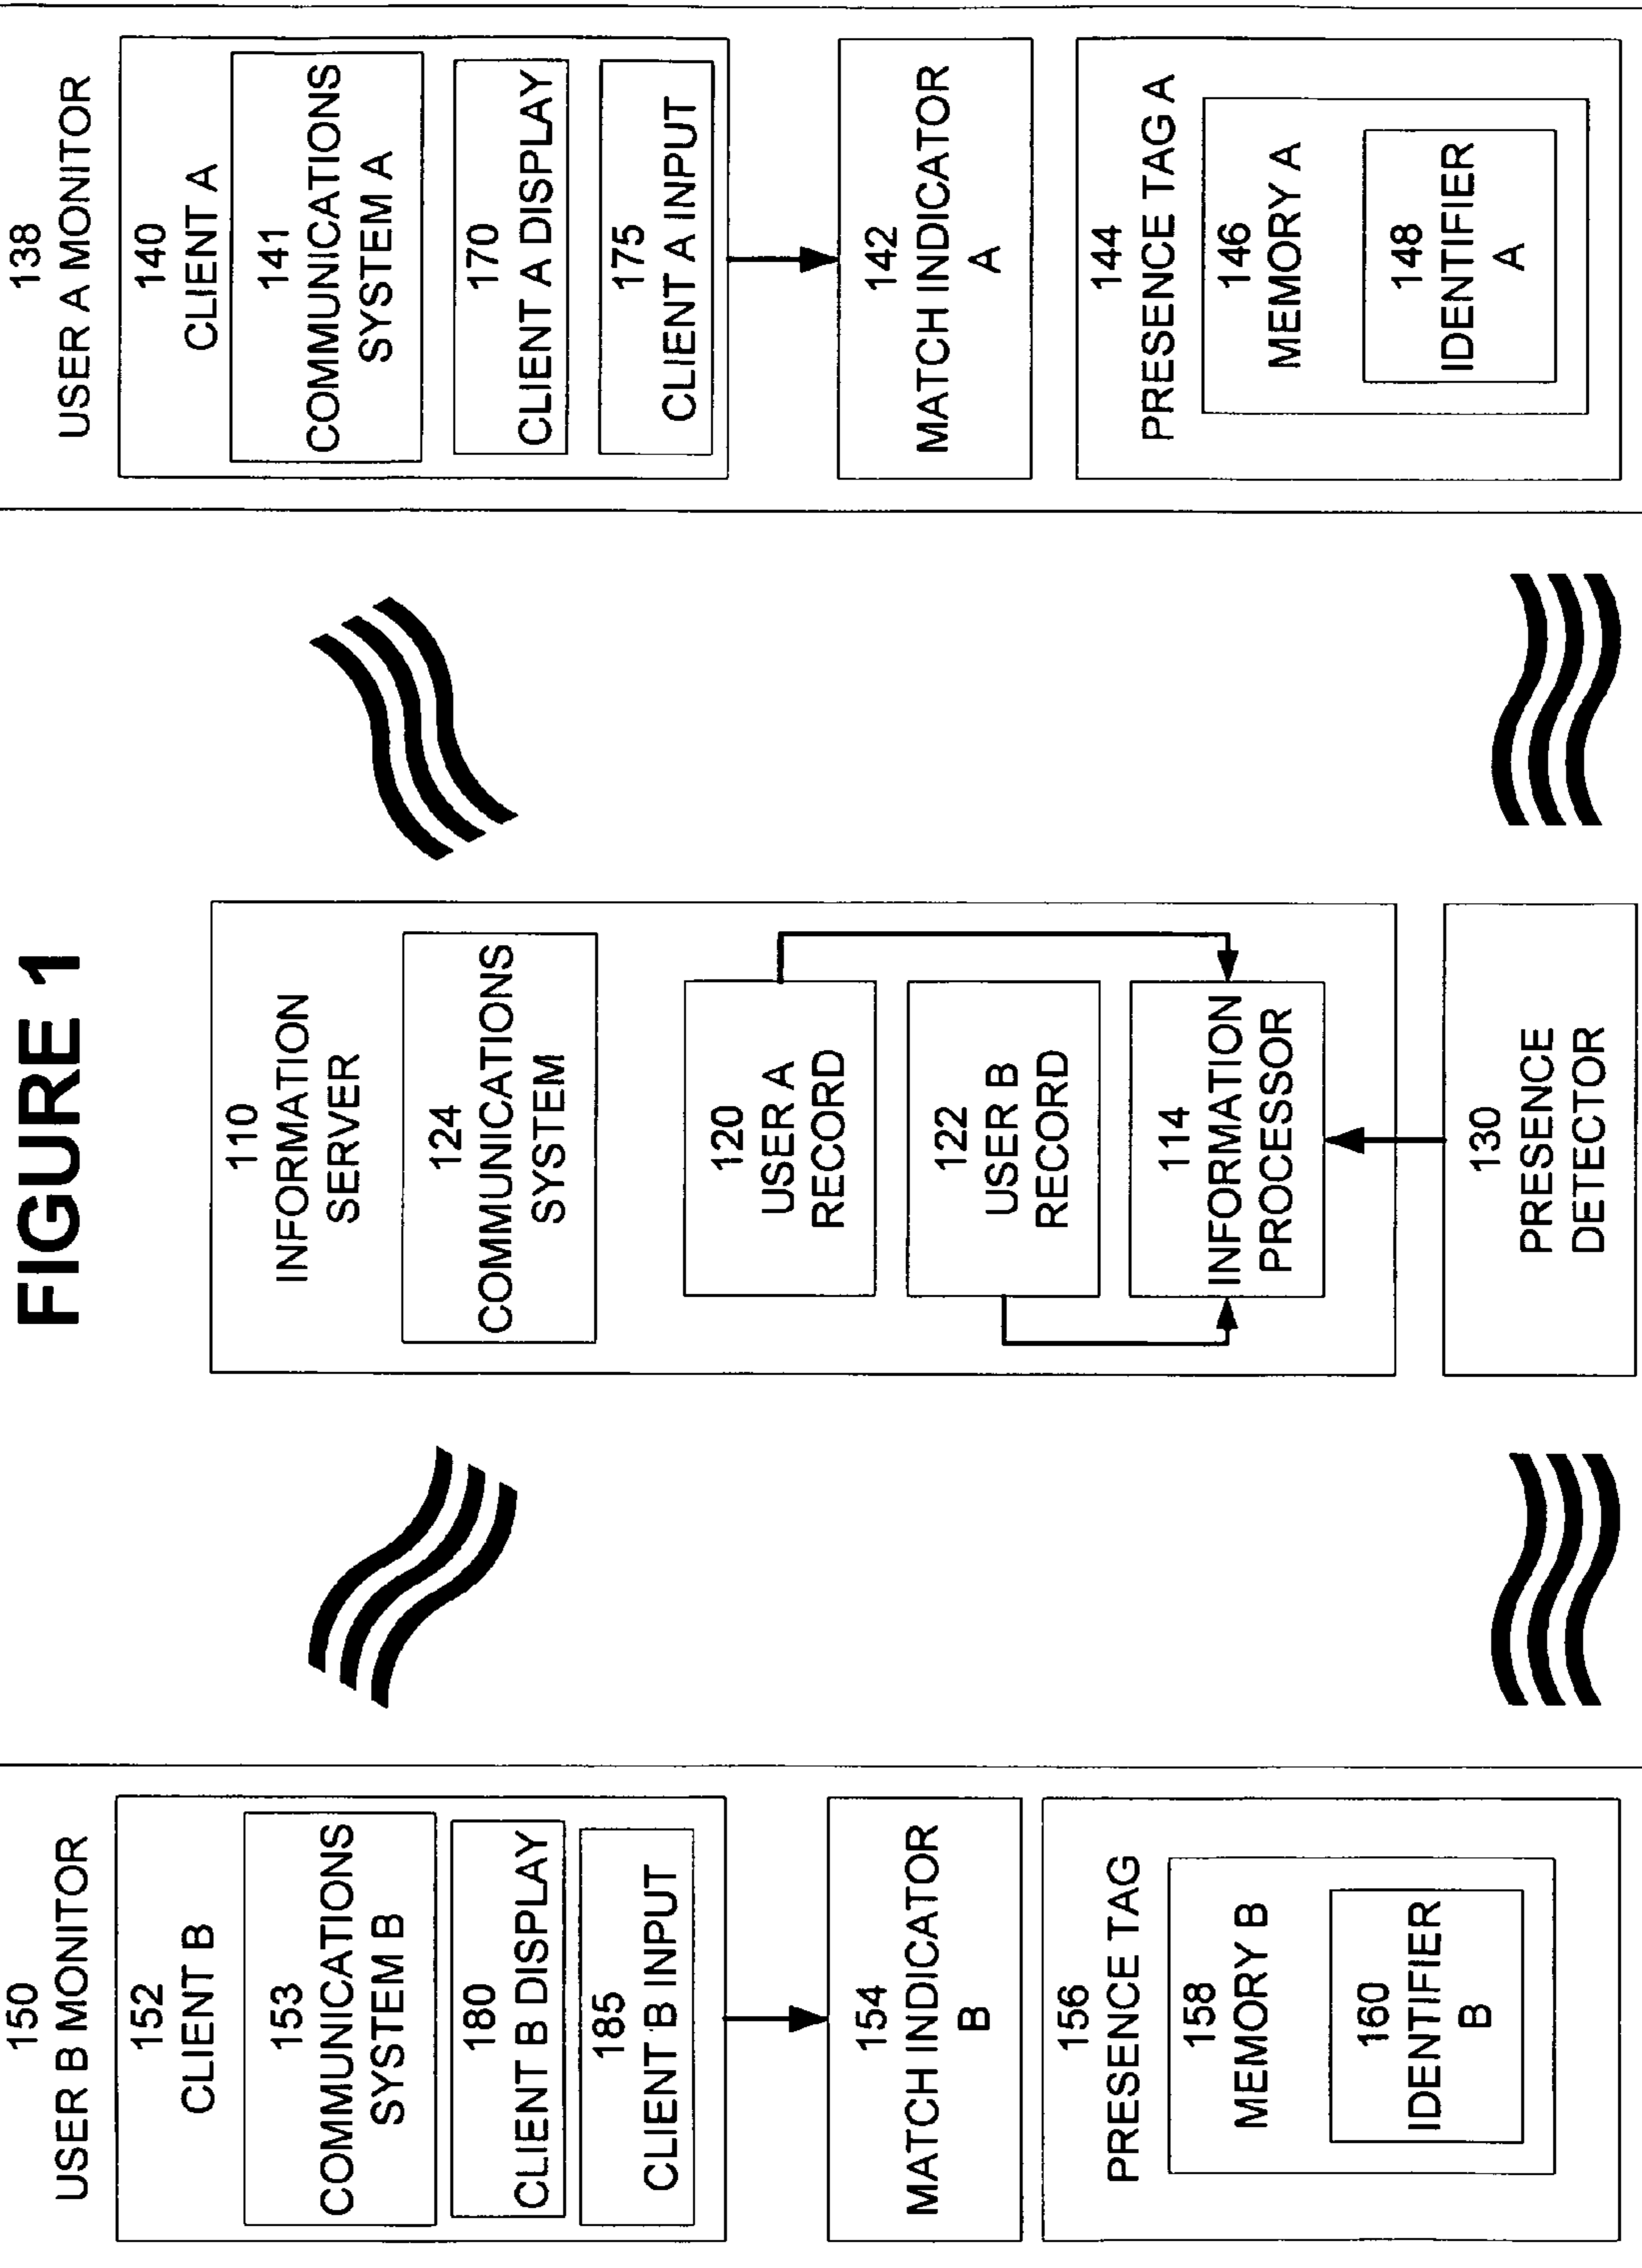 FIGURE 1
150
USER B MONITOR
152
CLIENT B
153
COMMUNICATIONS
SYSTEM B
180
CLIENT B DISPLAY
185
CLIENT B INPUT
154
MATCH INDICATOR
B
156
PRESENCE TAG
158
MEMORY B
160
IDENTIFIER
B
110
INFORMATION
SERVER
124
COMMUNICATIONS
SYSTEM
120
USER A
RECORD
122
USER B
RECORD
114
INFORMATION
PROCESSOR
130
PRESENCE
DETECTOR
138
USER A MONITOR
140
CLIENT A
141
COMMUNICATIONS
SYSTEM A
170
CLIENT A DISPLAY
175
CLIENT A INPUT
142
MATCH INDICATOR
A
144
PRESENCE TAG A
146
MEMORY A
148
IDENTIFIER
A